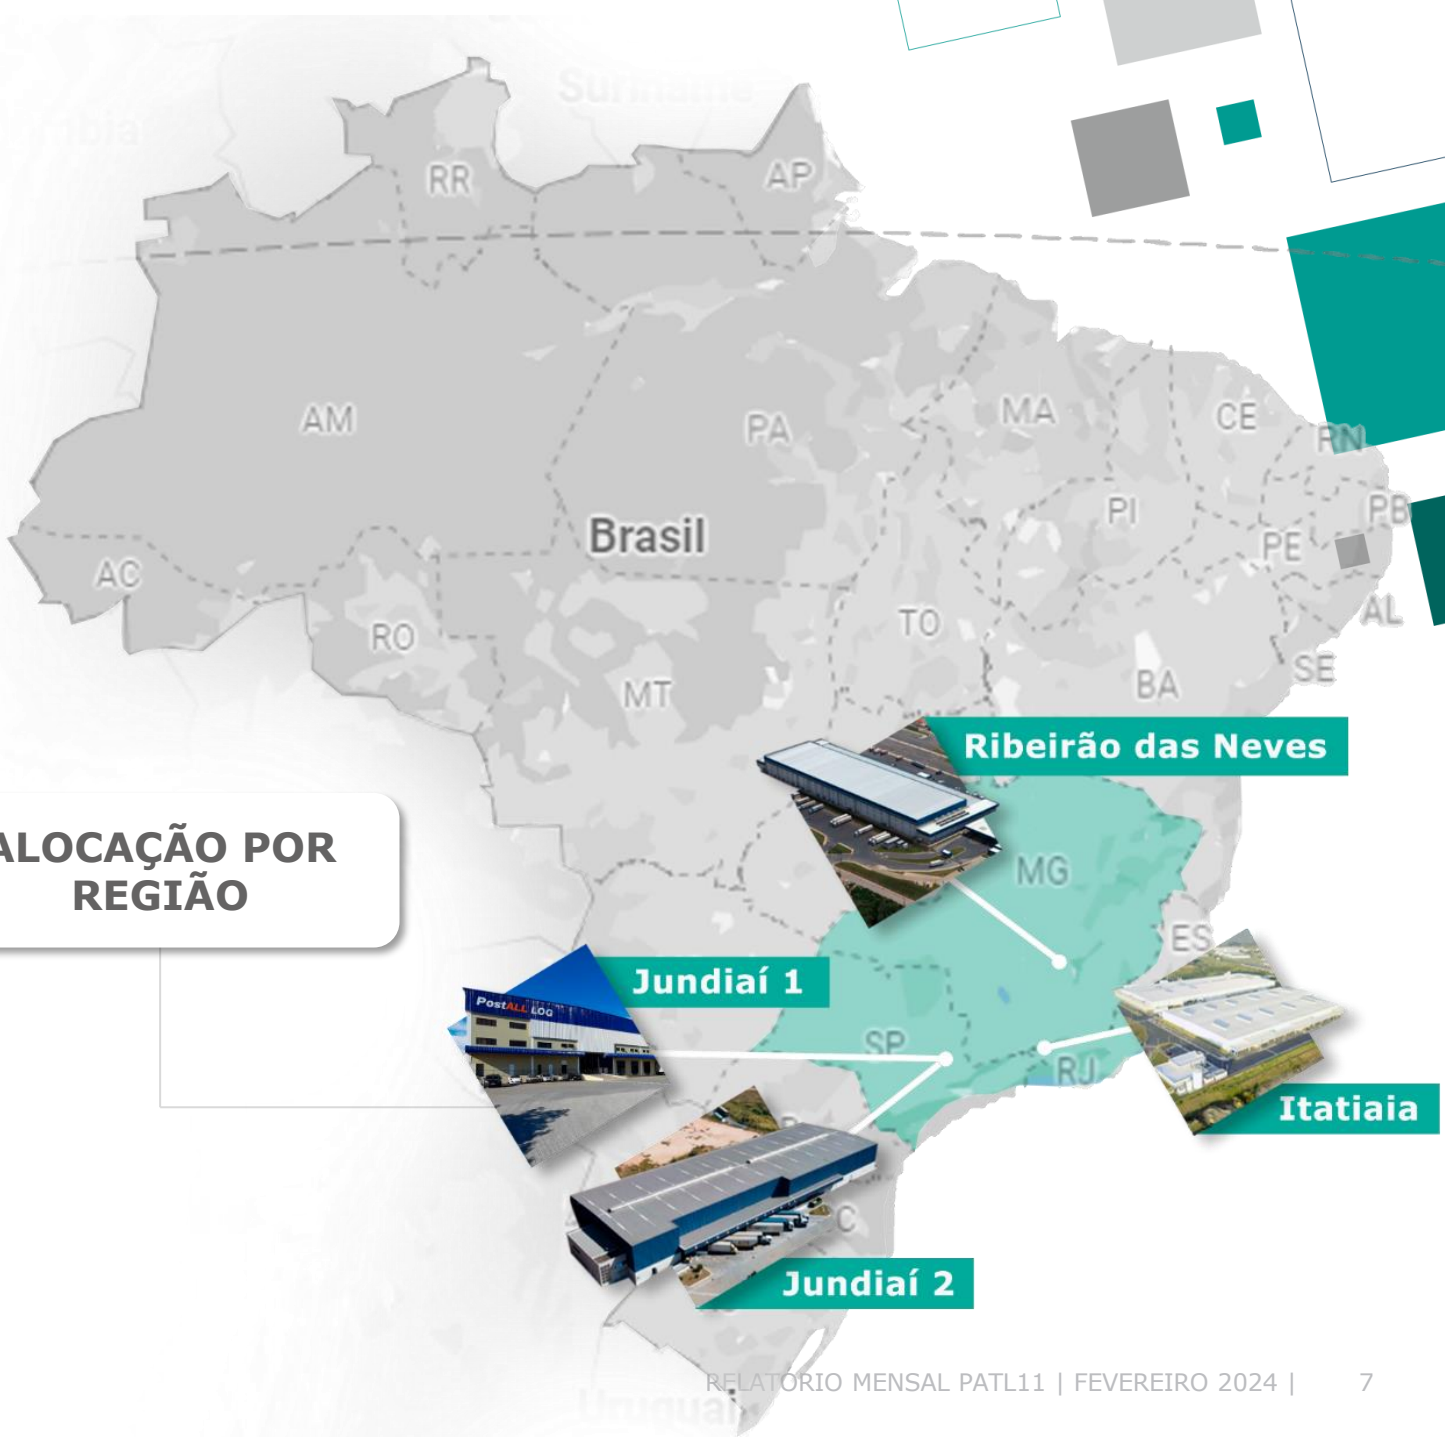 Suriname
RR
AP
AM
PA
MA
CE
RN
PI
PB
PE
Brasil
AC
AL
TO
RO
SE
BA
MT
Ribeirão das Neves
ALOCAÇÃO POR
REGIÃO
MG
ES
Jundiaí 1
PostALL LOG
SP
RJ
Itatiaia
C
Jundiaí 2
RELATÓRIO MENSAL PATL11 | FEVEREIRO 2024 | 7
Uruguai